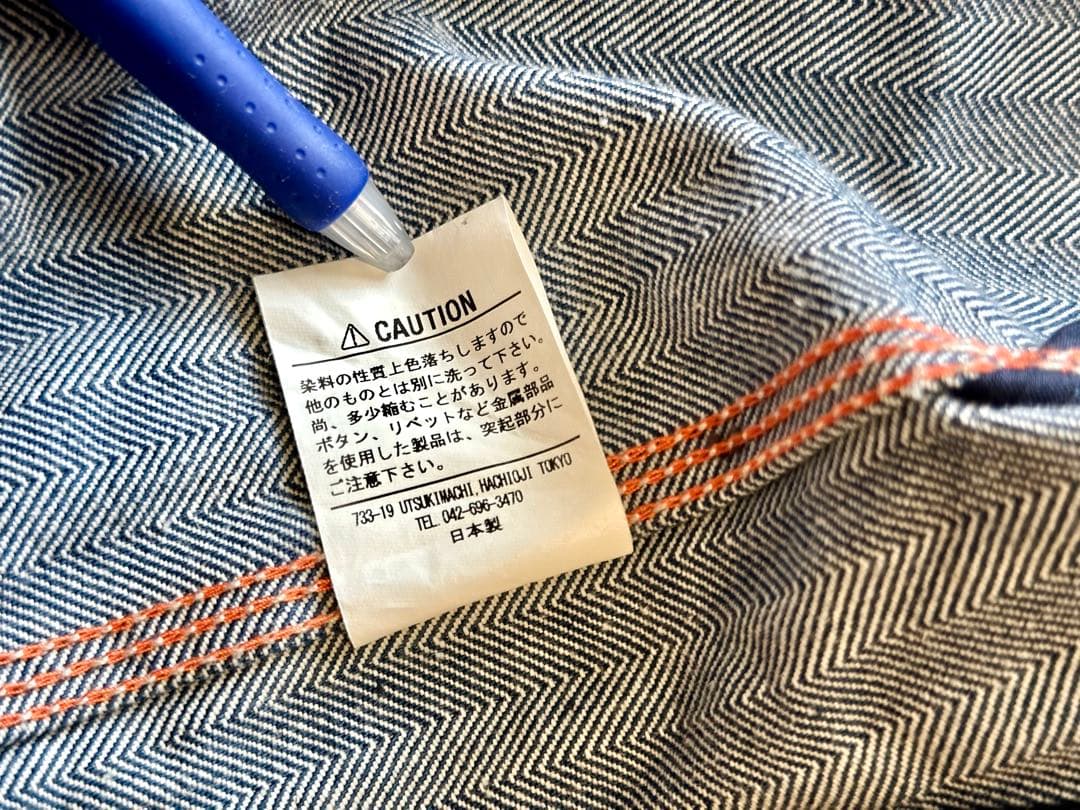 ⚠ CAUTION
染料の性質上色落ちしますので
他のものとは別に洗って下さい。
尚、多少縮むことがあります。
ボタン、リベットなど金属部品
を使用した製品は、突起部分に
ご注意下さい。
733-19 UTSUKIMACHI, HACHIOJI TOKYO
TEL. 042-696-3470
日本製